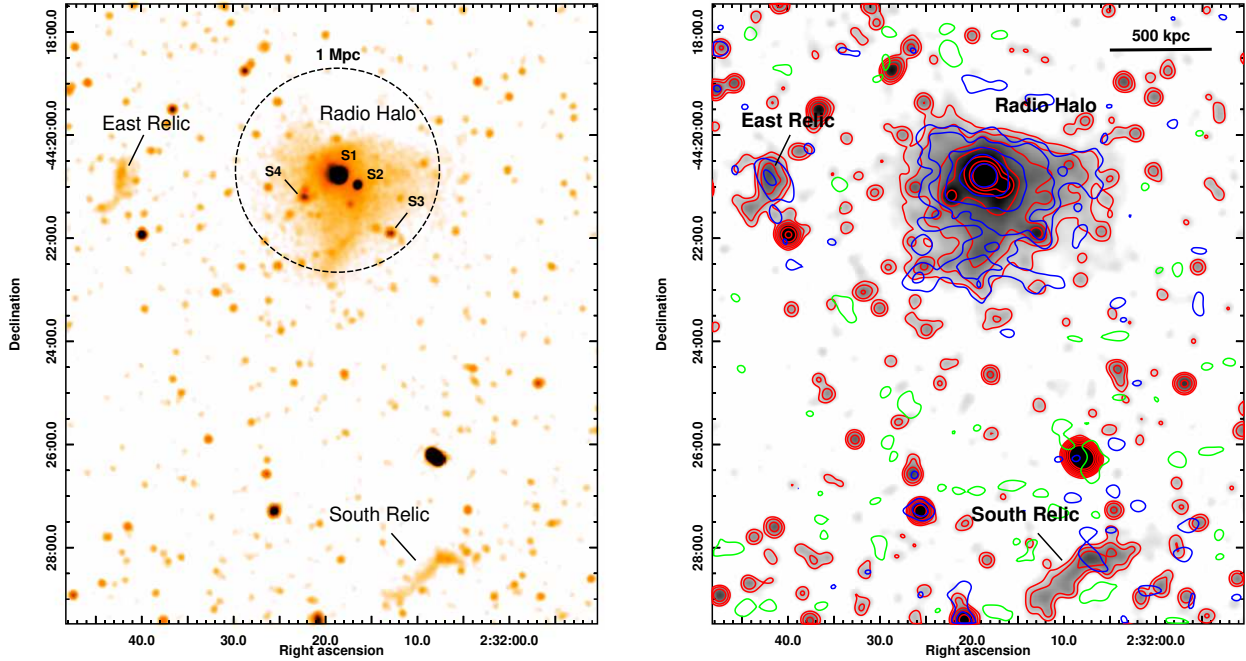 18:00.0
44:20:00.0
22:00.0
24:00.0
26:00.0
28:00.0
Declination
40.0
30.0
20.0
10.0
2:32:00.0
Right ascension
1 Mpc
Radio Halo
East Relic
S1
S2
S4
S3
South Relic
18:00.0
44:20:00.0
22:00.0
24:00.0
26:00.0
28:00.0
Declination
40.0
30.0
20.0
10.0
2:32:00.0
Right ascension
500 kpc
Radio Halo
East Relic
South Relic